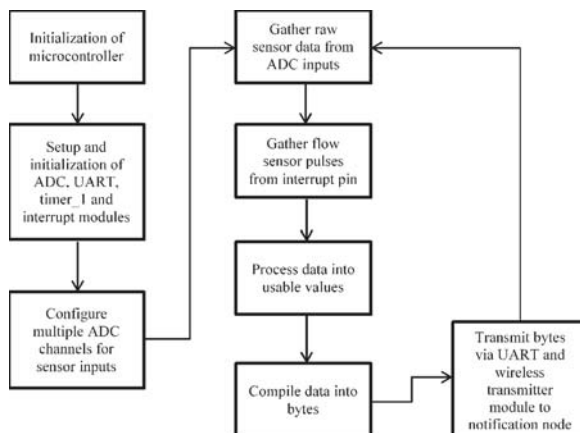 Initialization of
microcontroller
Setup and
initialization of
ADC, UART,
timer_1 and
interrupt modules
Configure
multiple ADC
channels for
sensor inputs
Gather raw
sensor data from
ADC inputs
Gather flow
sensor pulses
from interrupt pin
Process data into
usable values
Compile data into
bytes
Transmit bytes
via UART and
wireless
transmitter
module to
notification node